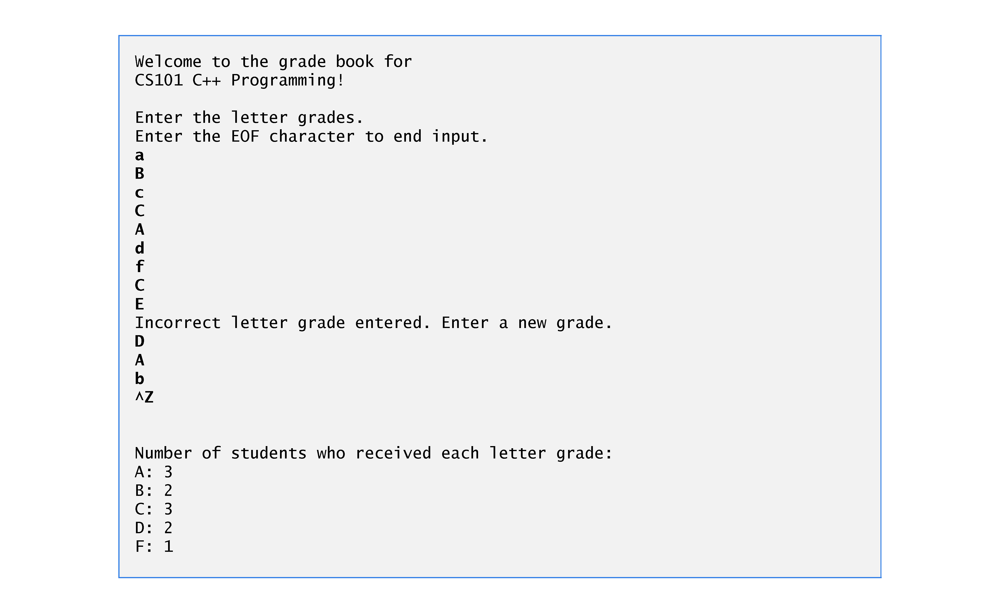 Welcome to the grade book for
CS101 C++ Programming!

Enter the letter grades.
Enter the EOF character to end input.
a
B
c
C
A
d
f
C
E
Incorrect letter grade entered. Enter a new grade.
D
A
b
^Z

Number of students who received each letter grade:
A: 3
B: 2
C: 3
D: 2
F: 1